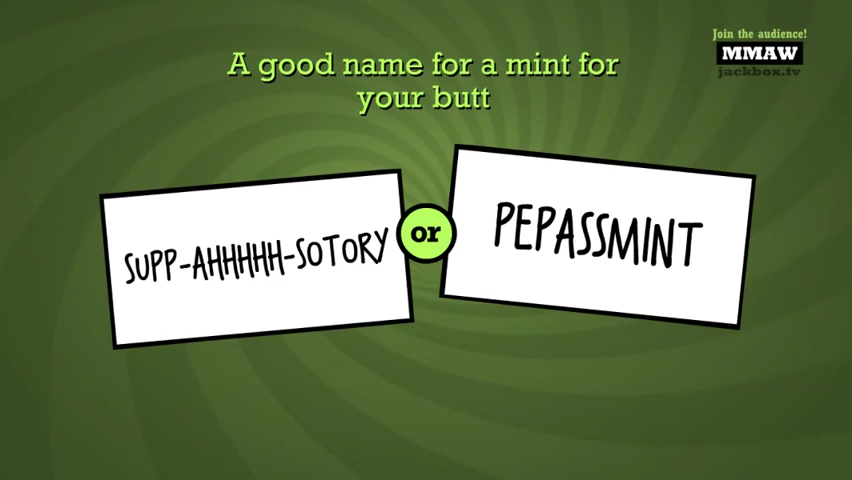 Join the audience!
MMAW
jackbox.tv
A good name for a mint for
your butt
SUPP-AHHHHH-SOTORY
or
PEPASSMINT